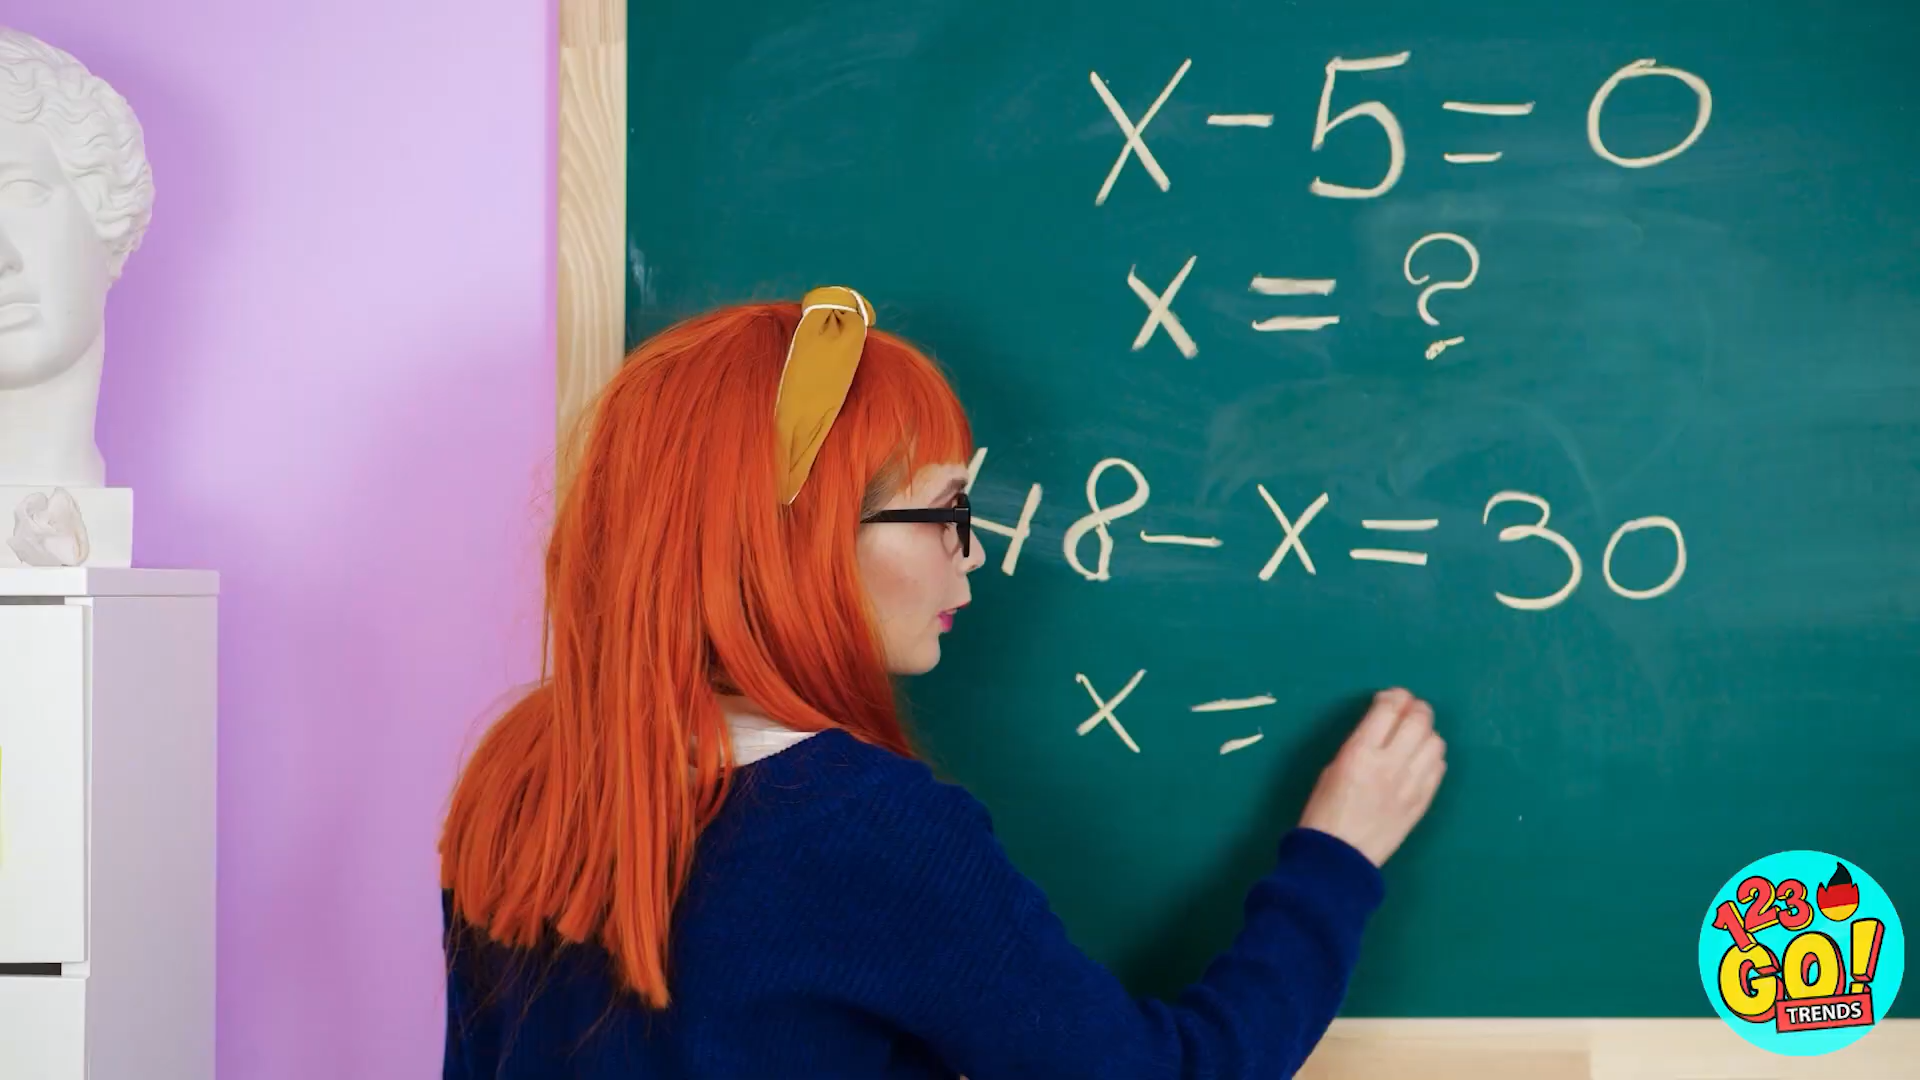 x - 5 = 0
x = ?
48 - x = 30
x =
123
GO!
TRENDS